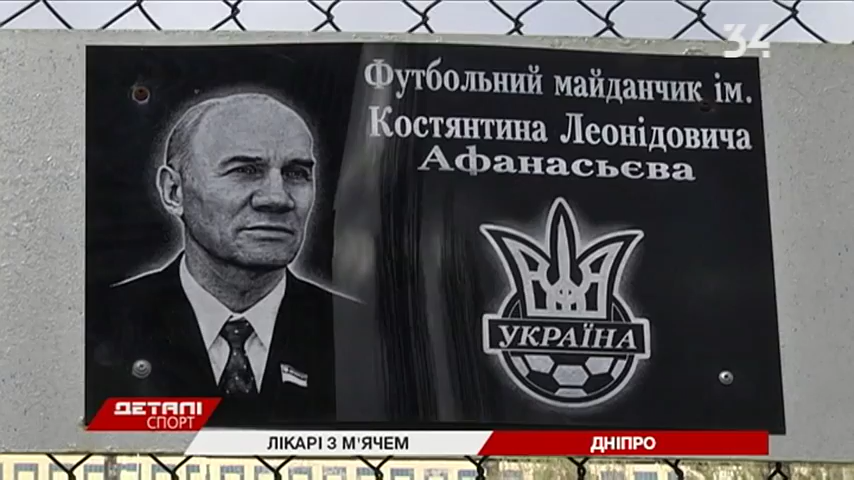 34
Футбольний майданчик ім.
Костянтина Леонідовича
Афанасьєва
УКРАЇНА
ДЕТАЛІ
СПОРТ
ЛІКАРІ З М'ЯЧЕМ
ДНІПРО